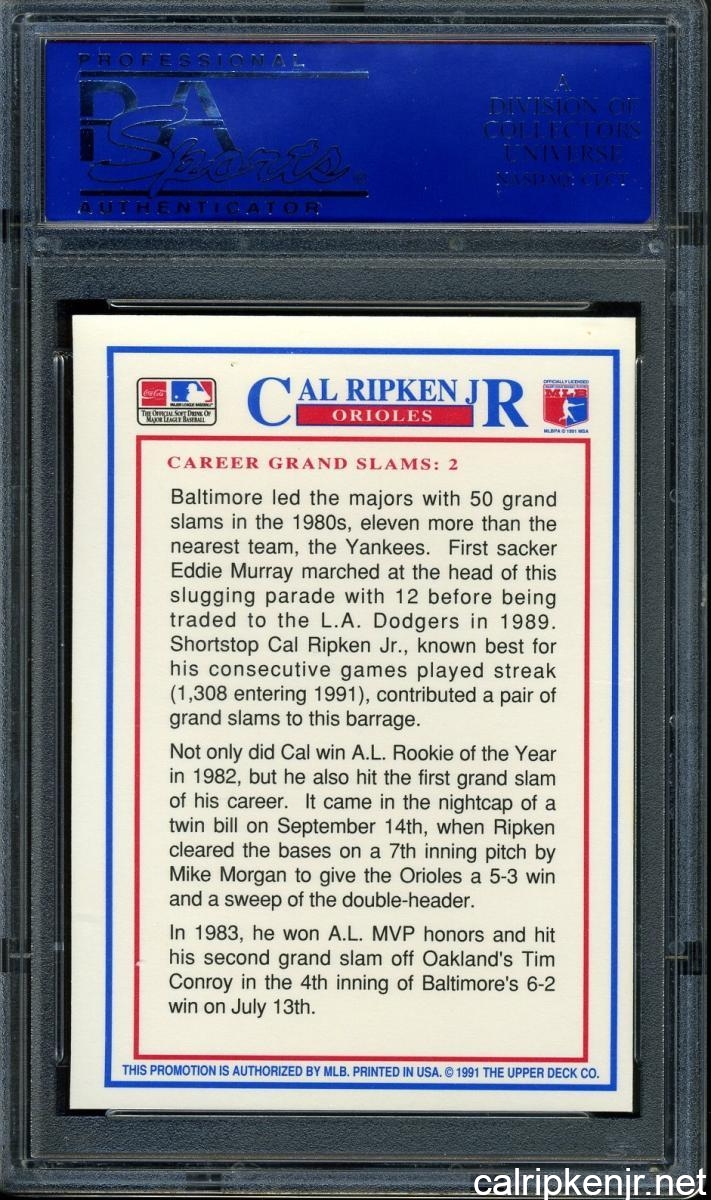 PROFESSIONAL
PSA
Sports
AUTHENTICATOR
A
DIVISION OF
COLLECTORS
UNIVERSE
NASDAQ: CLCT
Coca-Cola
MAJOR LEAGUE BASEBALL
THE OFFICIAL SOFT DRINK OF
MAJOR LEAGUE BASEBALL
CAL RIPKEN JR
ORIOLES
OFFICIALLY LICENSED
MLB
MLBPA © 1991 MSA
CAREER GRAND SLAMS: 2
Baltimore led the majors with 50 grand
slams in the 1980s, eleven more than the
nearest team, the Yankees. First sacker
Eddie Murray marched at the head of this
slugging parade with 12 before being
traded to the L.A. Dodgers in 1989.
Shortstop Cal Ripken Jr., known best for
his consecutive games played streak
(1,308 entering 1991), contributed a pair of
grand slams to this barrage.
Not only did Cal win A.L. Rookie of the Year
in 1982, but he also hit the first grand slam
of his career. It came in the nightcap of a
twin bill on September 14th, when Ripken
cleared the bases on a 7th inning pitch by
Mike Morgan to give the Orioles a 5-3 win
and a sweep of the double-header.
In 1983, he won A.L. MVP honors and hit
his second grand slam off Oakland's Tim
Conroy in the 4th inning of Baltimore's 6-2
win on July 13th.
THIS PROMOTION IS AUTHORIZED BY MLB. PRINTED IN USA. © 1991 THE UPPER DECK CO.
calripkenjr.net